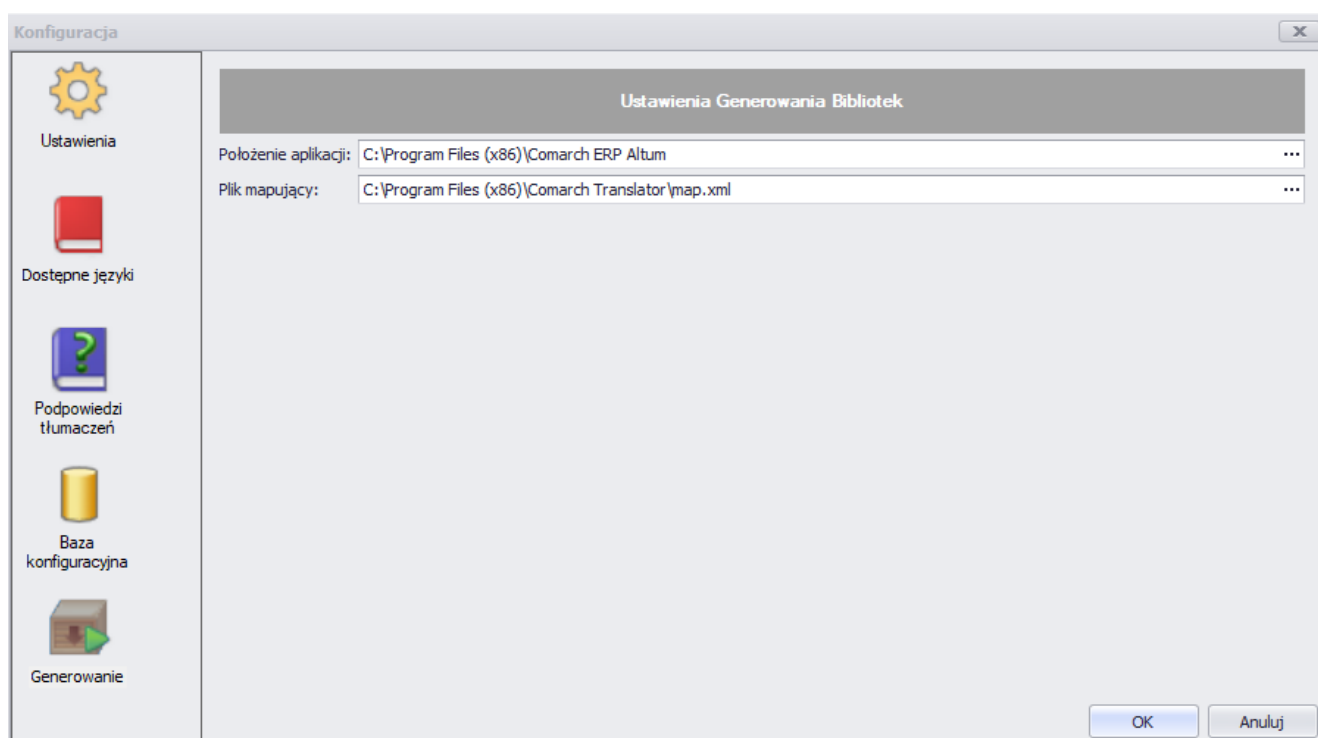 Konfiguracja
Ustawienia
Dostępne języki
Podpowiedzi
tłumaczeń
Baza
konfiguracyjna
Generowanie
Ustawienia Generowania Bibliotek
Położenie aplikacji: C:\Program Files (x86)\Comarch ERP Altum ...
Plik mapujący: C:\Program Files (x86)\Comarch Translator\map.xml ...
OK Anuluj